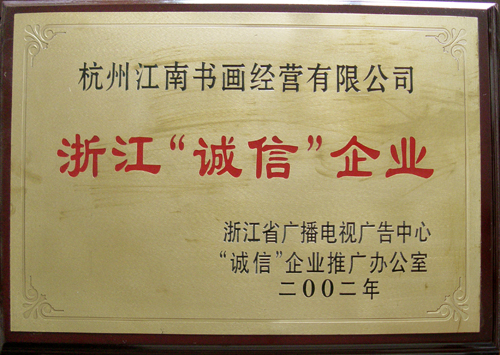 杭州江南书画经营有限公司
浙江“诚信”企业
浙江省广播电视广告中心
“诚信”企业推广办公室
二00二年